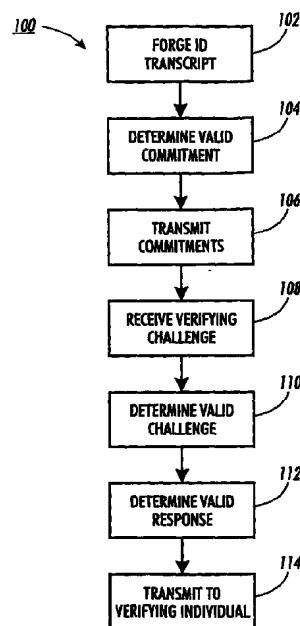 100
FORGE ID
TRANSCRIPT
102
DETERMINE VALID
COMMITMENT
104
TRANSMIT
COMMITMENTS
106
RECEIVE VERIFYING
CHALLENGE
108
DETERMINE VALID
CHALLENGE
110
DETERMINE VALID
RESPONSE
112
TRANSMIT TO
VERIFYING INDIVIDUAL
114